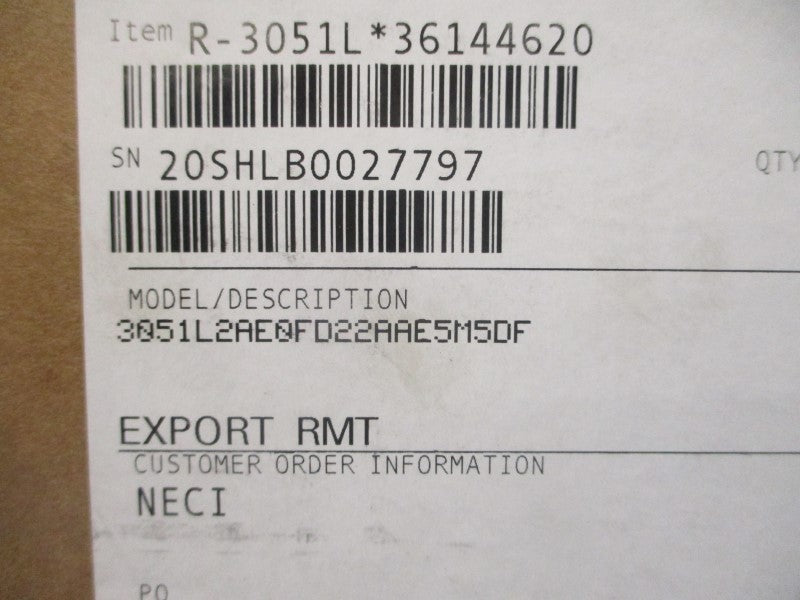 Item R-3051L*36144620
SN 20SHLB0027797
QTY
MODEL/DESCRIPTION
3051L2AE0FD22AAE5M5DF
EXPORT RMT
CUSTOMER ORDER INFORMATION
NECI
PO